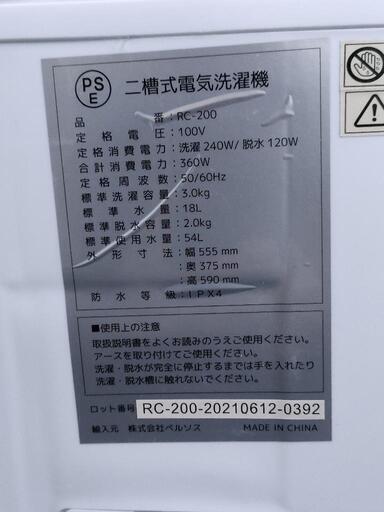 PS
E
二槽式電気洗濯機
品番：RC-200
定格電圧：100V
定格消費電力：洗濯240W/ 脱水120W
合計消費電力：360W
定格周波数：50/60Hz
標準洗濯容量：3.0kg
標準水量：18L
標準脱水容量：2.0kg
標準使用水量：54L
外形寸法：幅 555 mm
：奥 375 mm
：高 590 mm
防水等級：IPX4
■使用上の注意
取扱説明書をよくお読みのうえご使用ください。
アースを取り付けてご使用ください。
洗濯・脱水が完全に停止するまでは手を入れたり
洗濯・脱水槽に触れないでください。
ロット番号 RC-200-20210612-0392
輸入元 株式会社ベルソス MADE IN CHINA